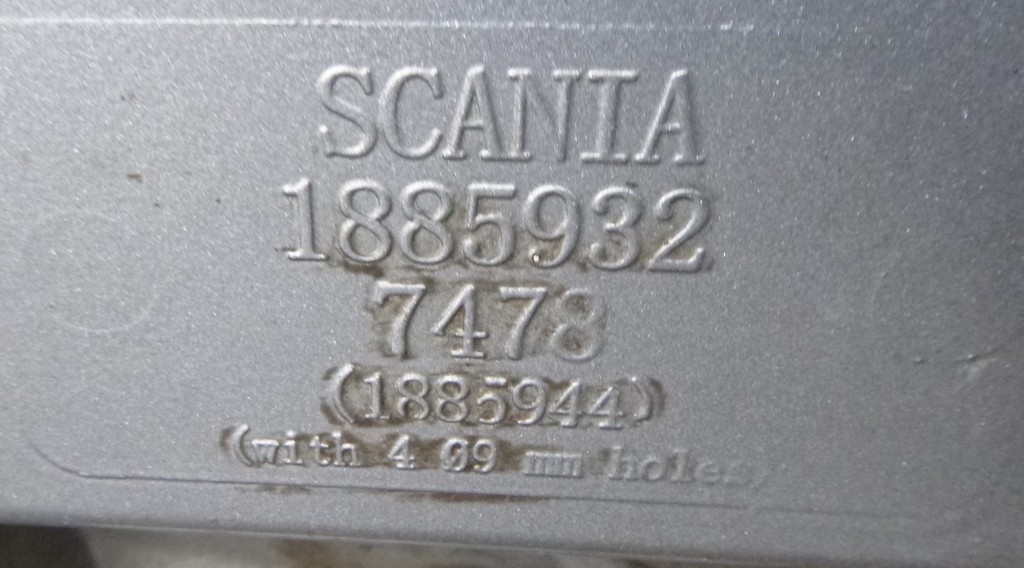 SCANIA
1885932
7478
(1885944)
(with 4 Ø9 mm holes)